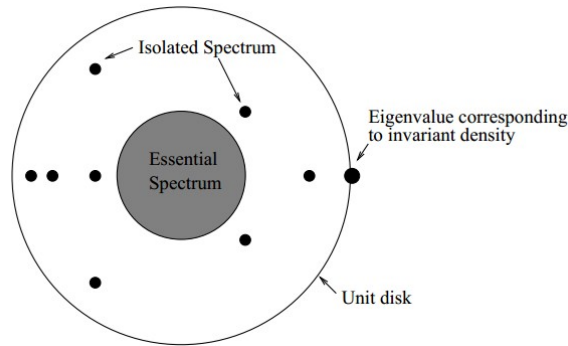 Isolated Spectrum
Eigenvalue corresponding
to invariant density
Essential
Spectrum
Unit disk